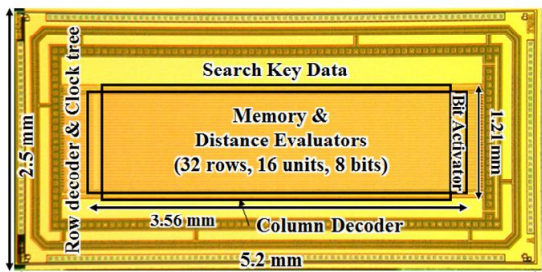 Search Key Data
Row decoder & Clock tree
Memory &
Distance Evaluators
(32 rows, 16 units, 8 bits)
Bit Activator
1.21 mm
2.5 mm
3.56 mm
Column Decoder
5.2 mm